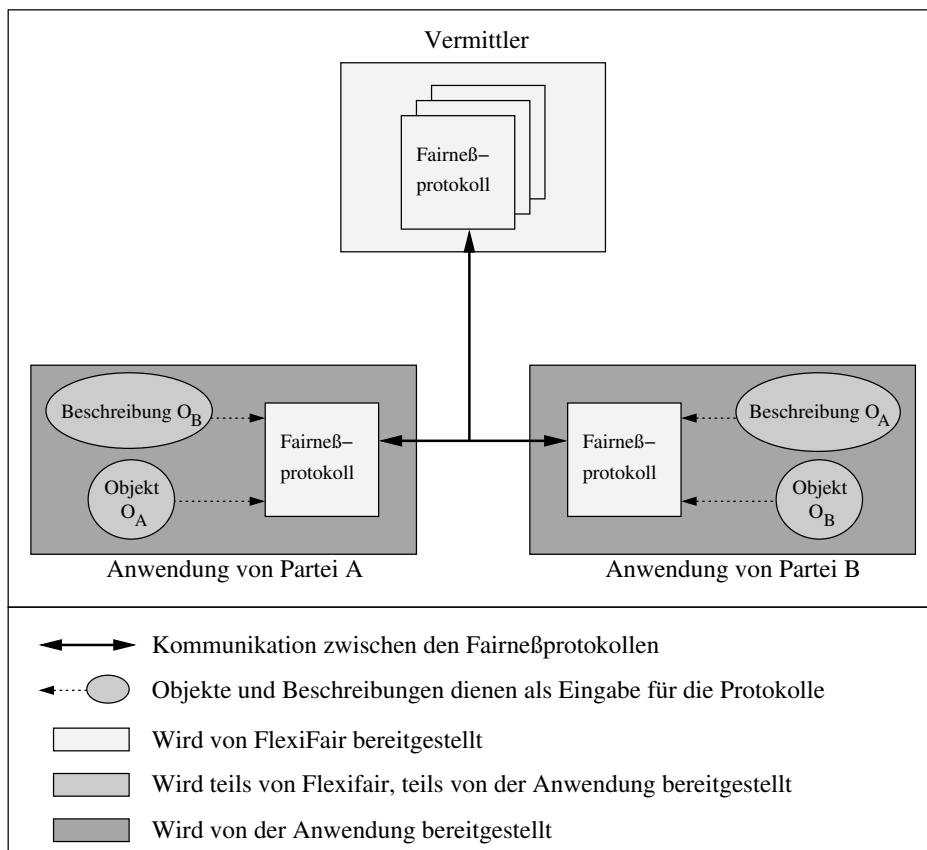 Vermittler
Fairneß–
protokoll
Beschreibung O_B
Objekt
O_A
Fairneß–
protokoll
Anwendung von Partei A
Fairneß–
protokoll
Beschreibung O_A
Objekt
O_B
Anwendung von Partei B
Kommunikation zwischen den Fairneßprotokollen
Objekte und Beschreibungen dienen als Eingabe für die Protokolle
Wird von FlexiFair bereitgestellt
Wird teils von Flexifair, teils von der Anwendung bereitgestellt
Wird von der Anwendung bereitgestellt